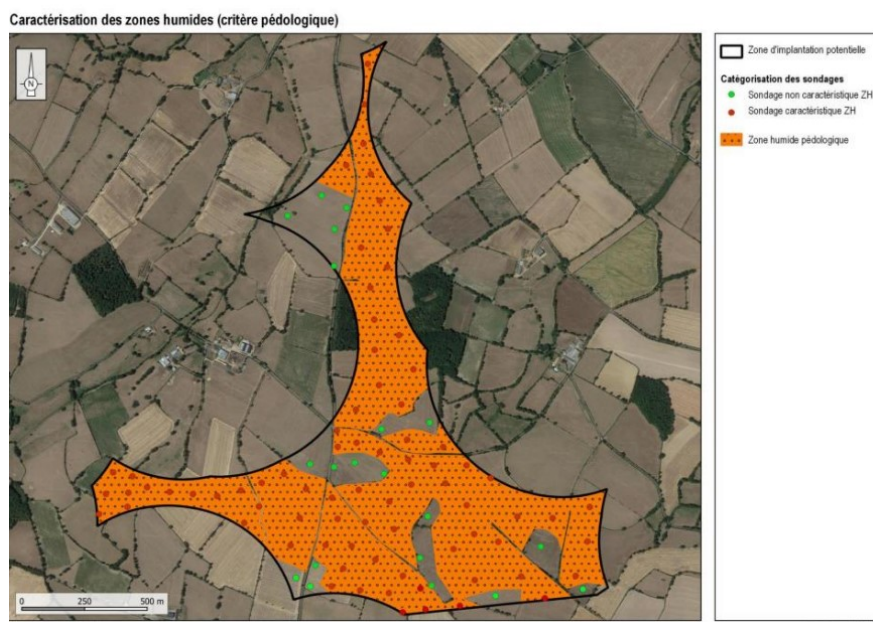 Caractérisation des zones humides (critère pédologique)
N
Zone d'implantation potentielle
Catégorisation des sondages
Sondage non caractéristique ZH
Sondage caractéristique ZH
Zone humide pédologique
0 250 500 m